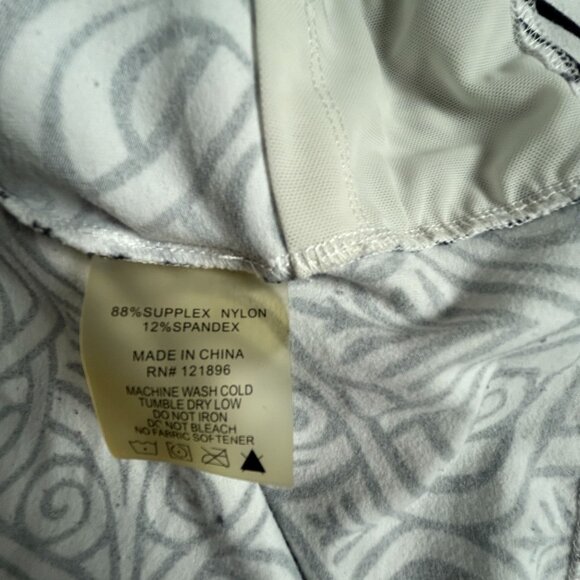 88%SUPPLEX NYLON
12%SPANDEX
MADE IN CHINA
RN# 121896
MACHINE WASH COLD
TUMBLE DRY LOW
DO NOT IRON
DO NOT BLEACH
NO FABRIC SOFTENER